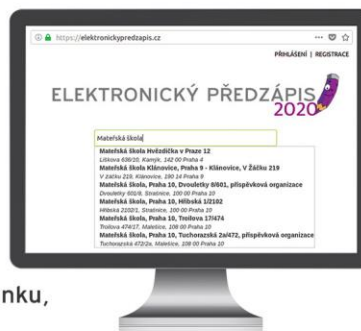 https://elektronickypredzapis.cz
PŘIHLÁŠENÍ | REGISTRACE
ELEKTRONICKÝ PŘEDZÁPIS
2020
Mateřská škola
Mateřská škola Hvězdička v Praze 12
Liškova 636/10, Kamýk, 142 00 Praha 4
Mateřská škola Klánovice, Praha 9 - Klánovice, V Žáčku 219
V Žáčku 219, Klánovice, 190 14 Praha 9
Mateřská škola, Praha 10, Dvouletky 8/601, příspěvková organizace
Dvouletky 601/8, Strašnice, 100 00 Praha 10
Mateřská škola, Praha 10, Hřibská 1/2102
Hřibská 2102/1, Strašnice, 100 00 Praha 10
Mateřská škola, Praha 10, Troilova 17/474
Troilova 474/17, Malešice, 108 00 Praha 10
Mateřská škola, Praha 10, Tuchorazská 2a/472, příspěvková organizace
Tuchorazská 472/2a, Malešice, 108 00 Praha 10
nku,